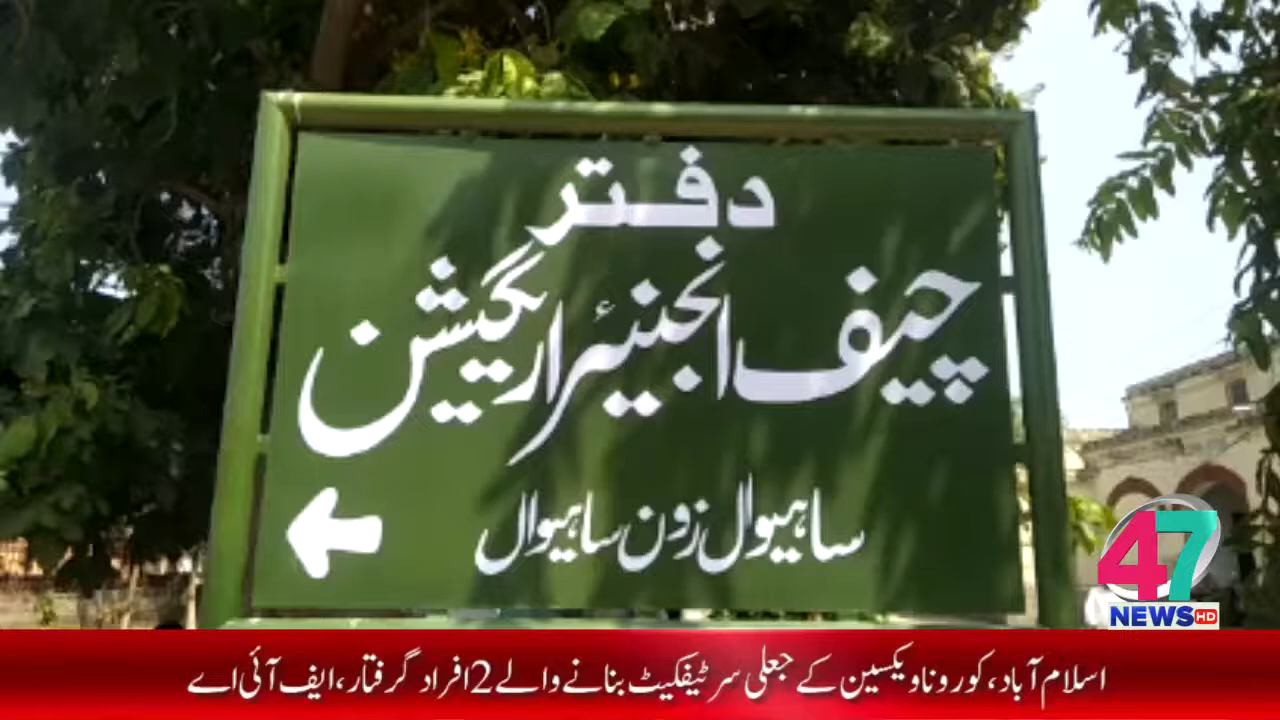 دفتر
چیف انجنیئر اریگیشن
ساہیوال زون ساہیوال
47
NEWS HD
اسلام آباد، کورونا ویکسین کے جعلی سرٹیفکیٹ بنانے والے 2 افراد گرفتار، ایف آئی اے